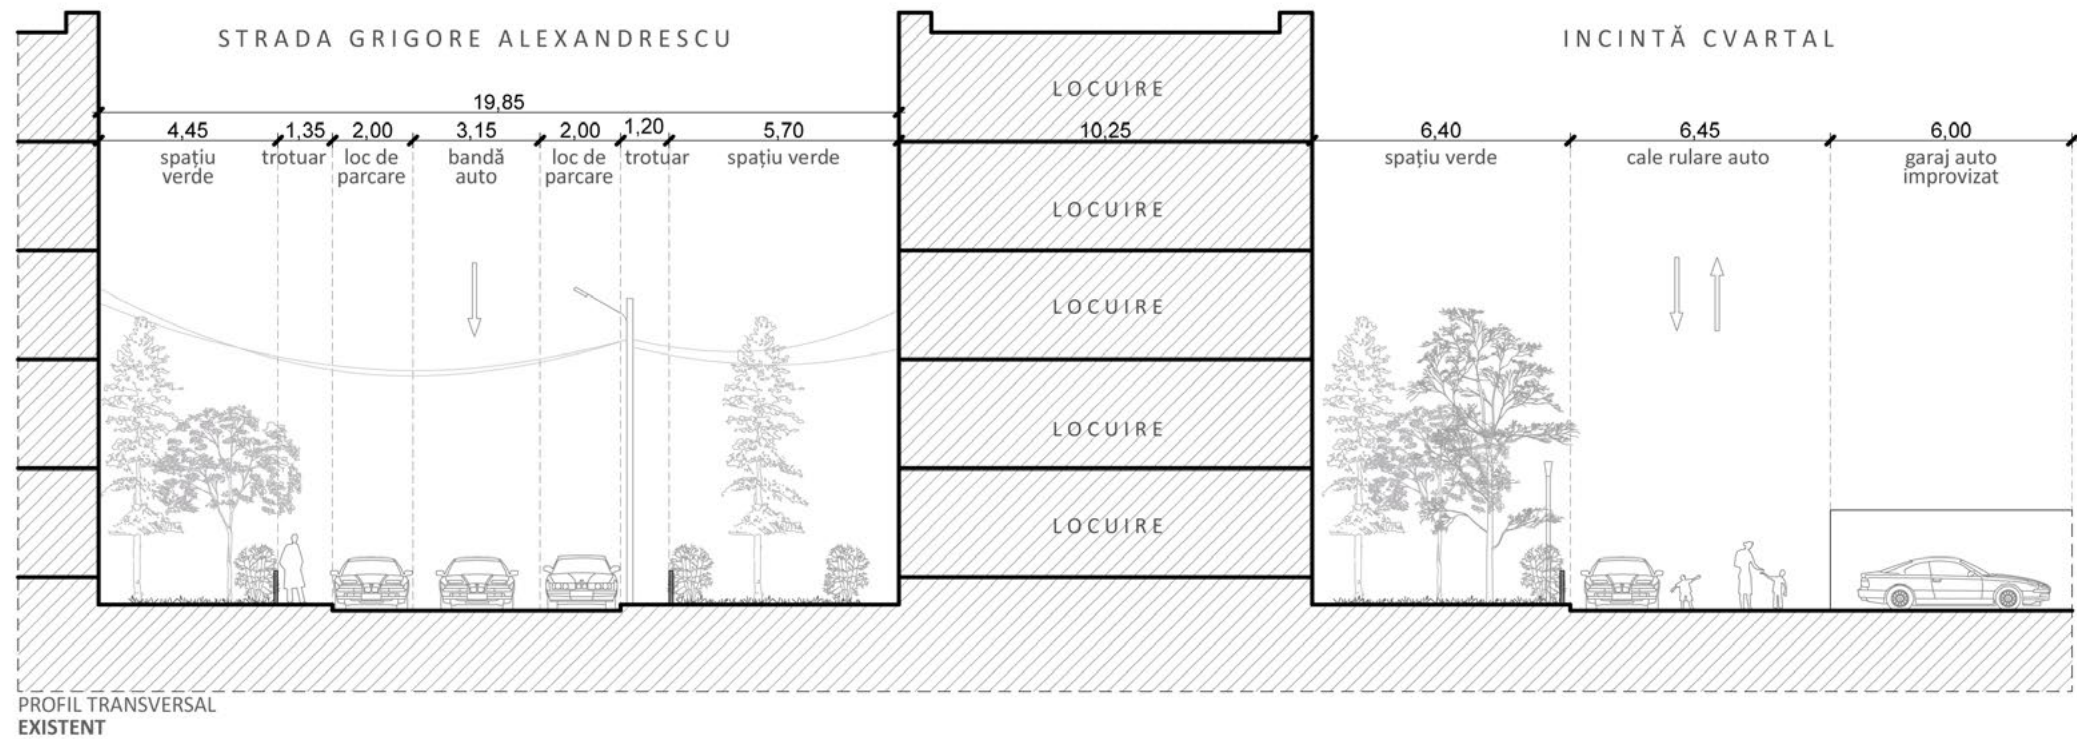 STRADA GRIGORE ALEXANDRESCU
INCINTĂ CVARTAL
19,85
4,45
1,35
2,00
3,15
2,00
1,20
5,70
10,25
6,40
6,45
6,00
spațiu
verde
trotuar
loc de
parcare
bandă
auto
loc de
parcare
trotuar
spațiu verde
spațiu verde
cale rulare auto
garaj auto
improvizat
LOCUIRE
LOCUIRE
LOCUIRE
LOCUIRE
LOCUIRE
PROFIL TRANSVERSAL
EXISTENT